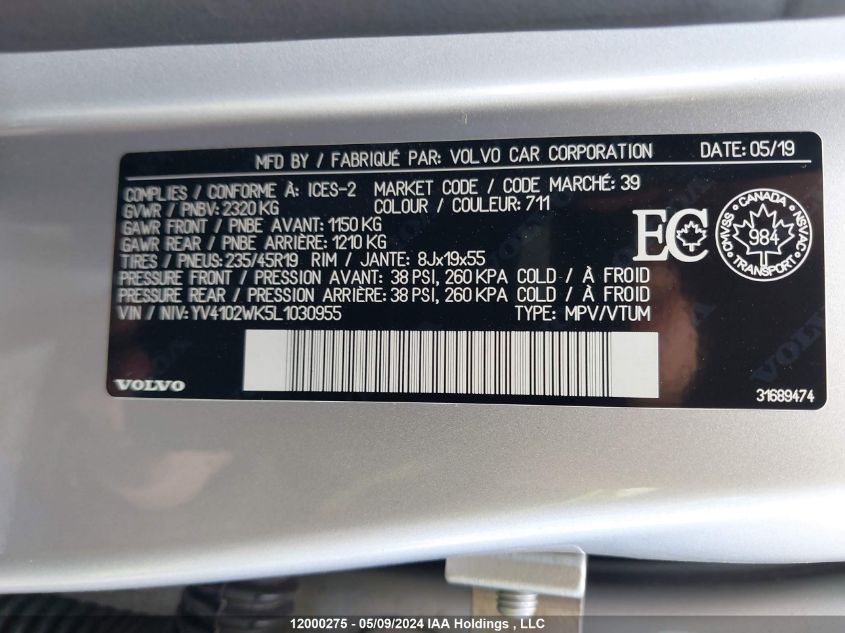 MFD BY / FABRIQUÉ PAR: VOLVO CAR CORPORATION DATE: 05/19
COMPLIES / CONFORME À: ICES-2 MARKET CODE / CODE MARCHÉ: 39
GVWR / PNBV: 2320 KG COLOUR / COULEUR: 711
GAWR FRONT / PNBE AVANT: 1150 KG
GAWR REAR / PNBE ARRIÈRE: 1210 KG
TIRES / PNEUS: 235/45R19 RIM / JANTE: 8Jx19x55
PRESSURE FRONT / PRESSION AVANT: 38 PSI, 260 KPA COLD / À FROID
PRESSURE REAR / PRESSION ARRIÈRE: 38 PSI, 260 KPA COLD / À FROID
VIN / NIV: YV4102WK5L1030955 TYPE: MPV/VTUM
EC
CANADA
CMVSS
984
NSVAC
TRANSPORT
VOLVO
31689474
12000275 - 05/09/2024 IAA Holdings , LLC